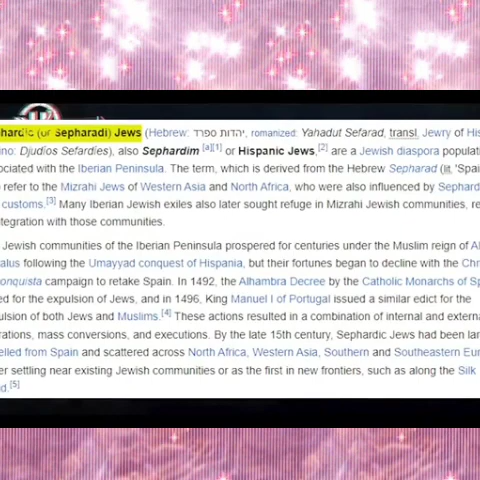 hardic (or Sepharadi) Jews (Hebrew: יהדות ספרד, romanized: Yahadut Sefarad, transl. Jewry of
ino: Djudíos Sefardíes), also Sephardim [a][1] or Hispanic Jews,[2] are a Jewish diaspora
ociated with the Iberian Peninsula. The term, which is derived from the Hebrew Sepharad (lit. 'Spai
refer to the Mizrahi Jews of Western Asia and North Africa, who were also influenced by Sephard
customs.[3] Many Iberian Jewish exiles also later sought refuge in Mizrahi Jewish communities, re
tegration with those communities.
Jewish communities of the Iberian Peninsula prospered for centuries under the Muslim reign of
alus following the Umayyad conquest of Hispania, but their fortunes began to decline with the Chr
onquista campaign to retake Spain. In 1492, the Alhambra Decree by the Catholic Monarchs of
ed for the expulsion of Jews, and in 1496, King Manuel I of Portugal issued a similar edict for the
ulsion of both Jews and Muslims.[4] These actions resulted in a combination of internal and externa
rations, mass conversions, and executions. By the late 15th century, Sephardic Jews had been lar
elled from Spain and scattered across North Africa, Western Asia, Southern and Southeastern
er settling near existing Jewish communities or as the first in new frontiers, such as along the Silk
d.[5]